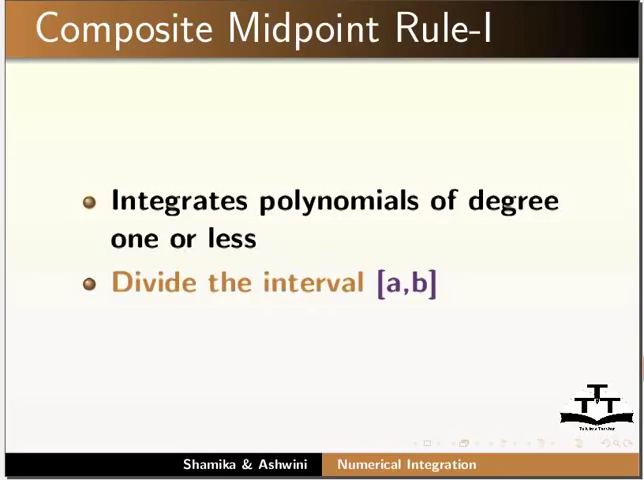 Composite Midpoint Rule-I
Integrates polynomials of degree
one or less
Divide the interval [a,b]
Shamika & Ashwini
Numerical Integration